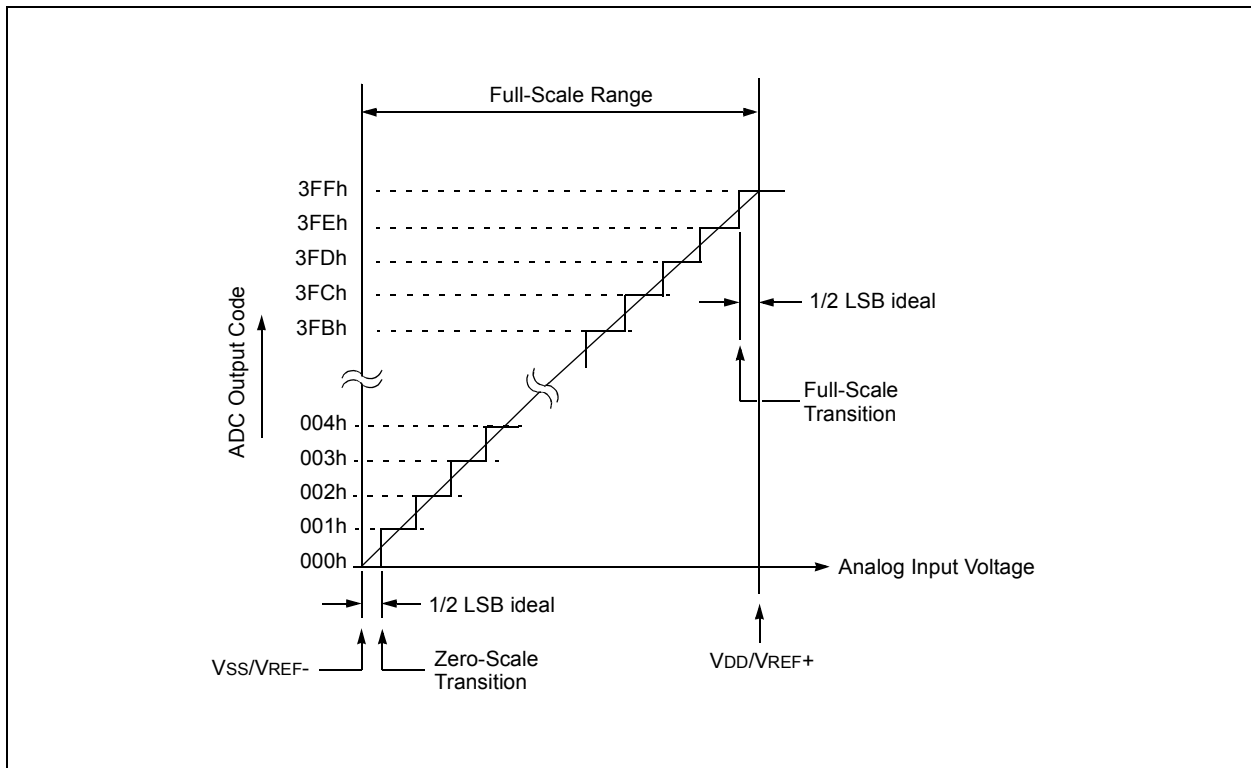 Full-Scale Range
3FFh
3FEh
3FDh
3FCh
3FBh
1/2 LSB ideal
ADC Output Code
Full-Scale
Transition
004h
003h
002h
001h
000h
Analog Input Voltage
1/2 LSB ideal
VSS/VREF-
Zero-Scale
Transition
VDD/VREF+